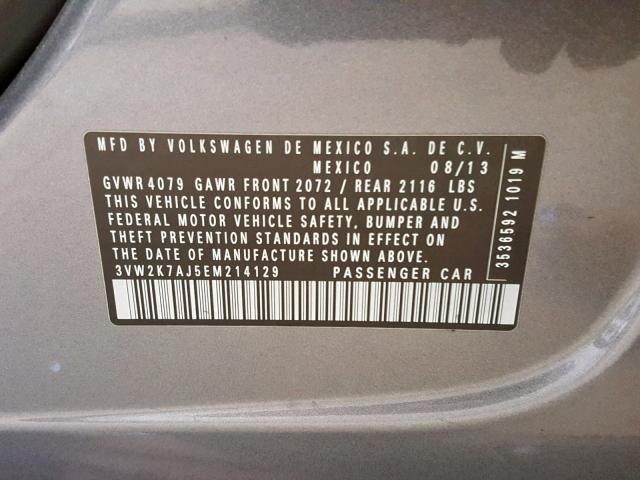 MFD BY VOLKSWAGEN DE MEXICO S.A. DE C.V.
MEXICO 08/13
GVWR 4079 GAWR FRONT 2072 / REAR 2116 LBS
THIS VEHICLE CONFORMS TO ALL APPLICABLE U.S.
FEDERAL MOTOR VEHICLE SAFETY, BUMPER AND
THEFT PREVENTION STANDARDS IN EFFECT ON
THE DATE OF MANUFACTURE SHOWN ABOVE.
3VW2K7AJ5EM214129 PASSENGER CAR
3536592 1019 M